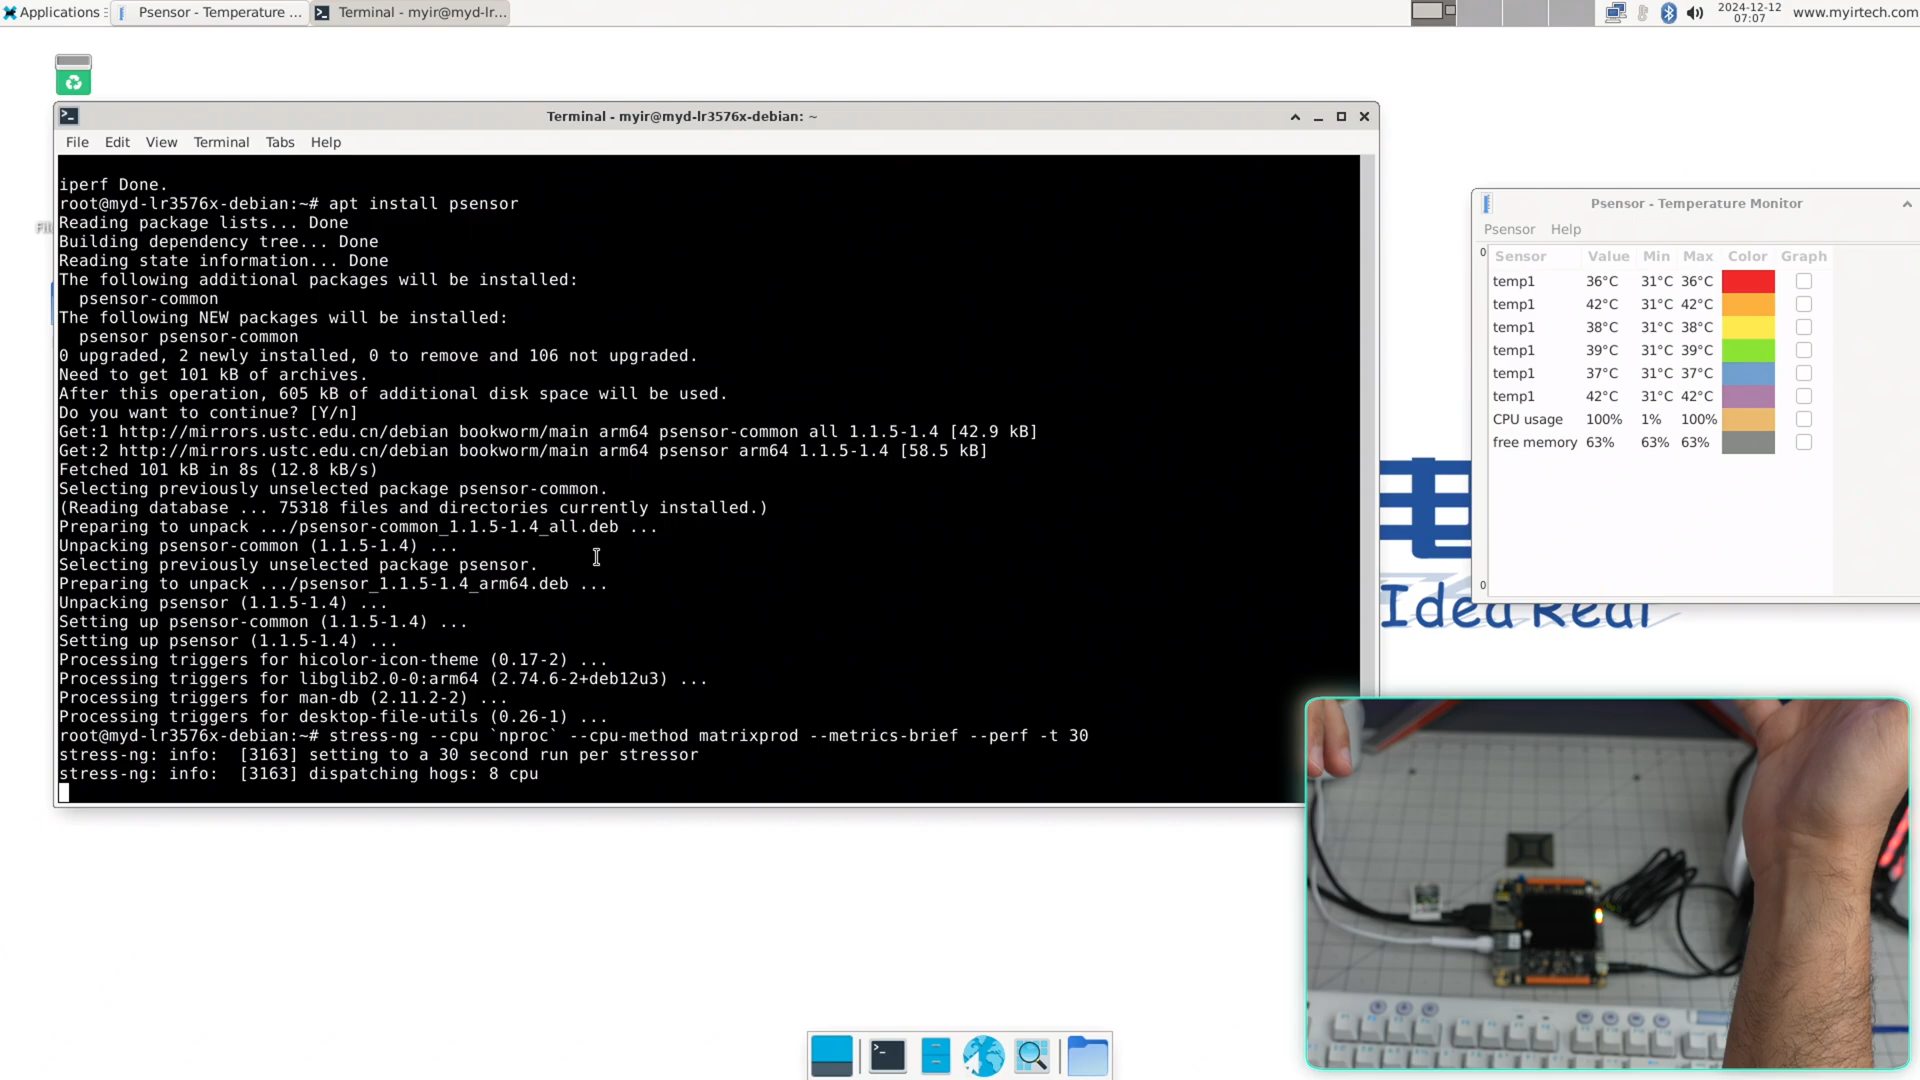 Applications
Psensor - Temperature ...
Terminal - myir@myd-lr...
2024-12-12
07:07
www.myirtech.com
Terminal - myir@myd-lr3576x-debian: ~
File Edit View Terminal Tabs Help
iperf Done.
root@myd-lr3576x-debian:~# apt install psensor
Reading package lists... Done
Building dependency tree... Done
Reading state information... Done
The following additional packages will be installed:
psensor-common
The following NEW packages will be installed:
psensor psensor-common
0 upgraded, 2 newly installed, 0 to remove and 106 not upgraded.
Need to get 101 kB of archives.
After this operation, 605 kB of additional disk space will be used.
Do you want to continue? [Y/n]
Get:1 http://mirrors.ustc.edu.cn/debian bookworm/main arm64 psensor-common all 1.1.5-1.4 [42.9 kB]
Get:2 http://mirrors.ustc.edu.cn/debian bookworm/main arm64 psensor arm64 1.1.5-1.4 [58.5 kB]
Fetched 101 kB in 8s (12.8 kB/s)
Selecting previously unselected package psensor-common.
(Reading database ... 75318 files and directories currently installed.)
Preparing to unpack .../psensor-common_1.1.5-1.4_all.deb ...
Unpacking psensor-common (1.1.5-1.4) ...
Selecting previously unselected package psensor.
Preparing to unpack .../psensor_1.1.5-1.4_arm64.deb ...
Unpacking psensor (1.1.5-1.4) ...
Setting up psensor-common (1.1.5-1.4) ...
Setting up psensor (1.1.5-1.4) ...
Processing triggers for hicolor-icon-theme (0.17-2) ...
Processing triggers for libglib2.0-0:arm64 (2.74.6-2+deb12u3) ...
Processing triggers for man-db (2.11.2-2) ...
Processing triggers for desktop-file-utils (0.26-1) ...
root@myd-lr3576x-debian:~# stress-ng --cpu `nproc` --cpu-method matrixprod --metrics-brief --perf -t 30
stress-ng: info:  [3163] setting to a 30 second run per stressor
stress-ng: info:  [3163] dispatching hogs: 8 cpu
Psensor - Temperature Monitor
Psensor Help
0
Sensor Value Min Max Color Graph
temp1 36°C 31°C 36°C
temp1 42°C 31°C 42°C
temp1 38°C 31°C 38°C
temp1 39°C 31°C 39°C
temp1 37°C 31°C 37°C
temp1 42°C 31°C 42°C
CPU usage 100% 1% 100%
free memory 63% 63% 63%
0
Idea Real